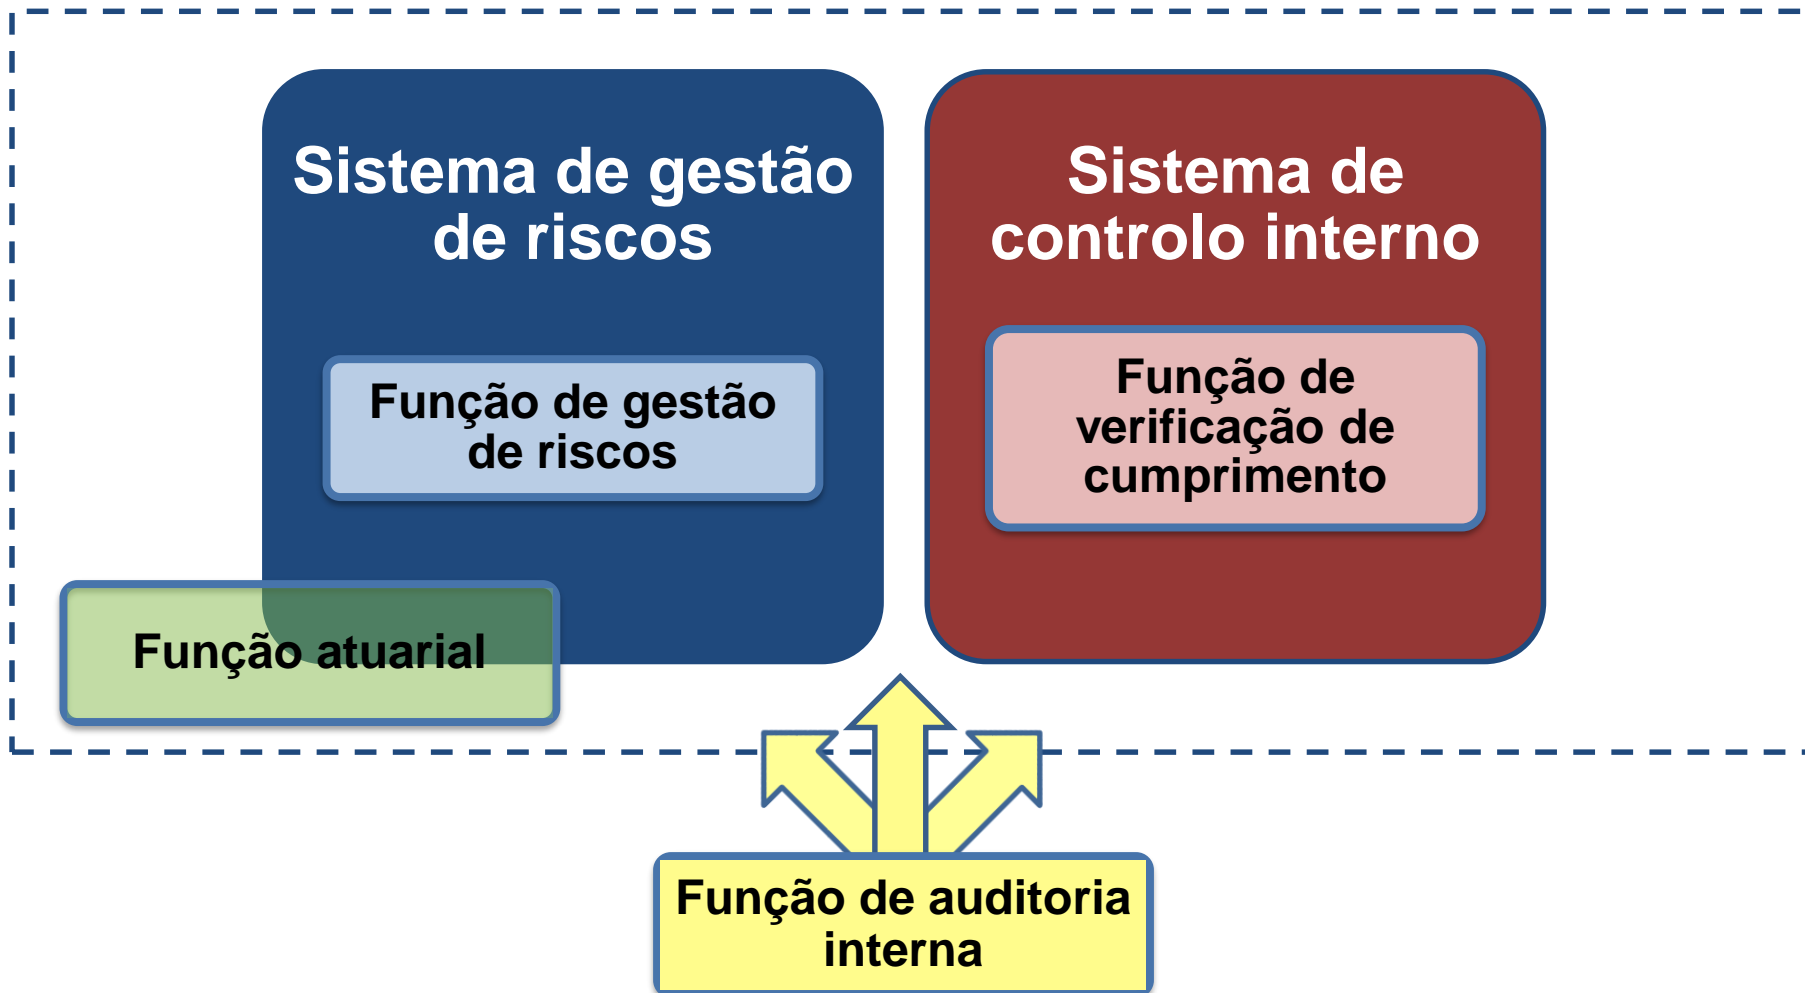 Sistema de gestão
de riscos
Função de gestão
de riscos
Sistema de
controlo interno
Função de
verificação de
cumprimento
Função atuarial
Função de auditoria
interna